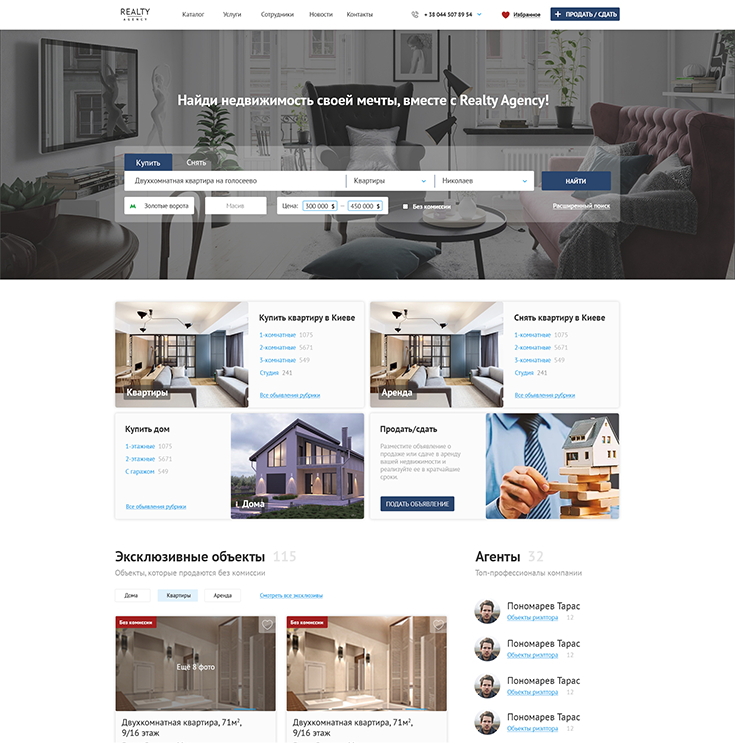 REALTY
AGENCY
Каталог Услуги Сотрудники Новости Контакты
+ 38 044 507 89 54
Избранное
+ ПРОДАТЬ / СДАТЬ
Найди недвижимость своей мечты, вместе с Realty Agency!
Купить Снять
Двухкомнатная квартира на голосеево Квартиры Николаев НАЙТИ
Золотые ворота Масив Цена: 300 000 $ – 450 000 $ Без комиссии Расширенный поиск
Купить квартиру в Киеве
1-комнатные 1075
2-комнатные 5671
3-комнатные 549
Студия 241
Все обьявления рубрики
Квартиры
Снять квартиру в Киеве
1-комнатные 1075
2-комнатные 5671
3-комнатные 549
Студия 241
Все обьявления рубрики
Аренда
Купить дом
1-этажные 1075
2-этажные 5671
С гаражом 549
Все обьявления рубрики
Дома
Продать/сдать
Разместите объявление о
продаже или сдаче в аренду
вашей недвижимости и
реализуйте ее в кратчайшие
сроки.
ПОДАТЬ ОБЪЯВЛЕНИЕ
Эксклюзивные объекты 115
Объекты, которые продаются без комиссии
Дома Квартиры Аренда Смотреть все эксклюзивы
Без комиссии
Ещё 8 фото
Двухкомнатная квартира, 71м²,
9/16 этаж
Без комиссии
Двухкомнатная квартира, 71м²,
9/16 этаж
Агенты 32
Топ-профессионалы компании
Пономарев Тарас
Объекты риэлтора 12
Пономарев Тарас
Объекты риэлтора 12
Пономарев Тарас
Объекты риэлтора 12
Пономарев Тарас
Объекты риэлтора 12